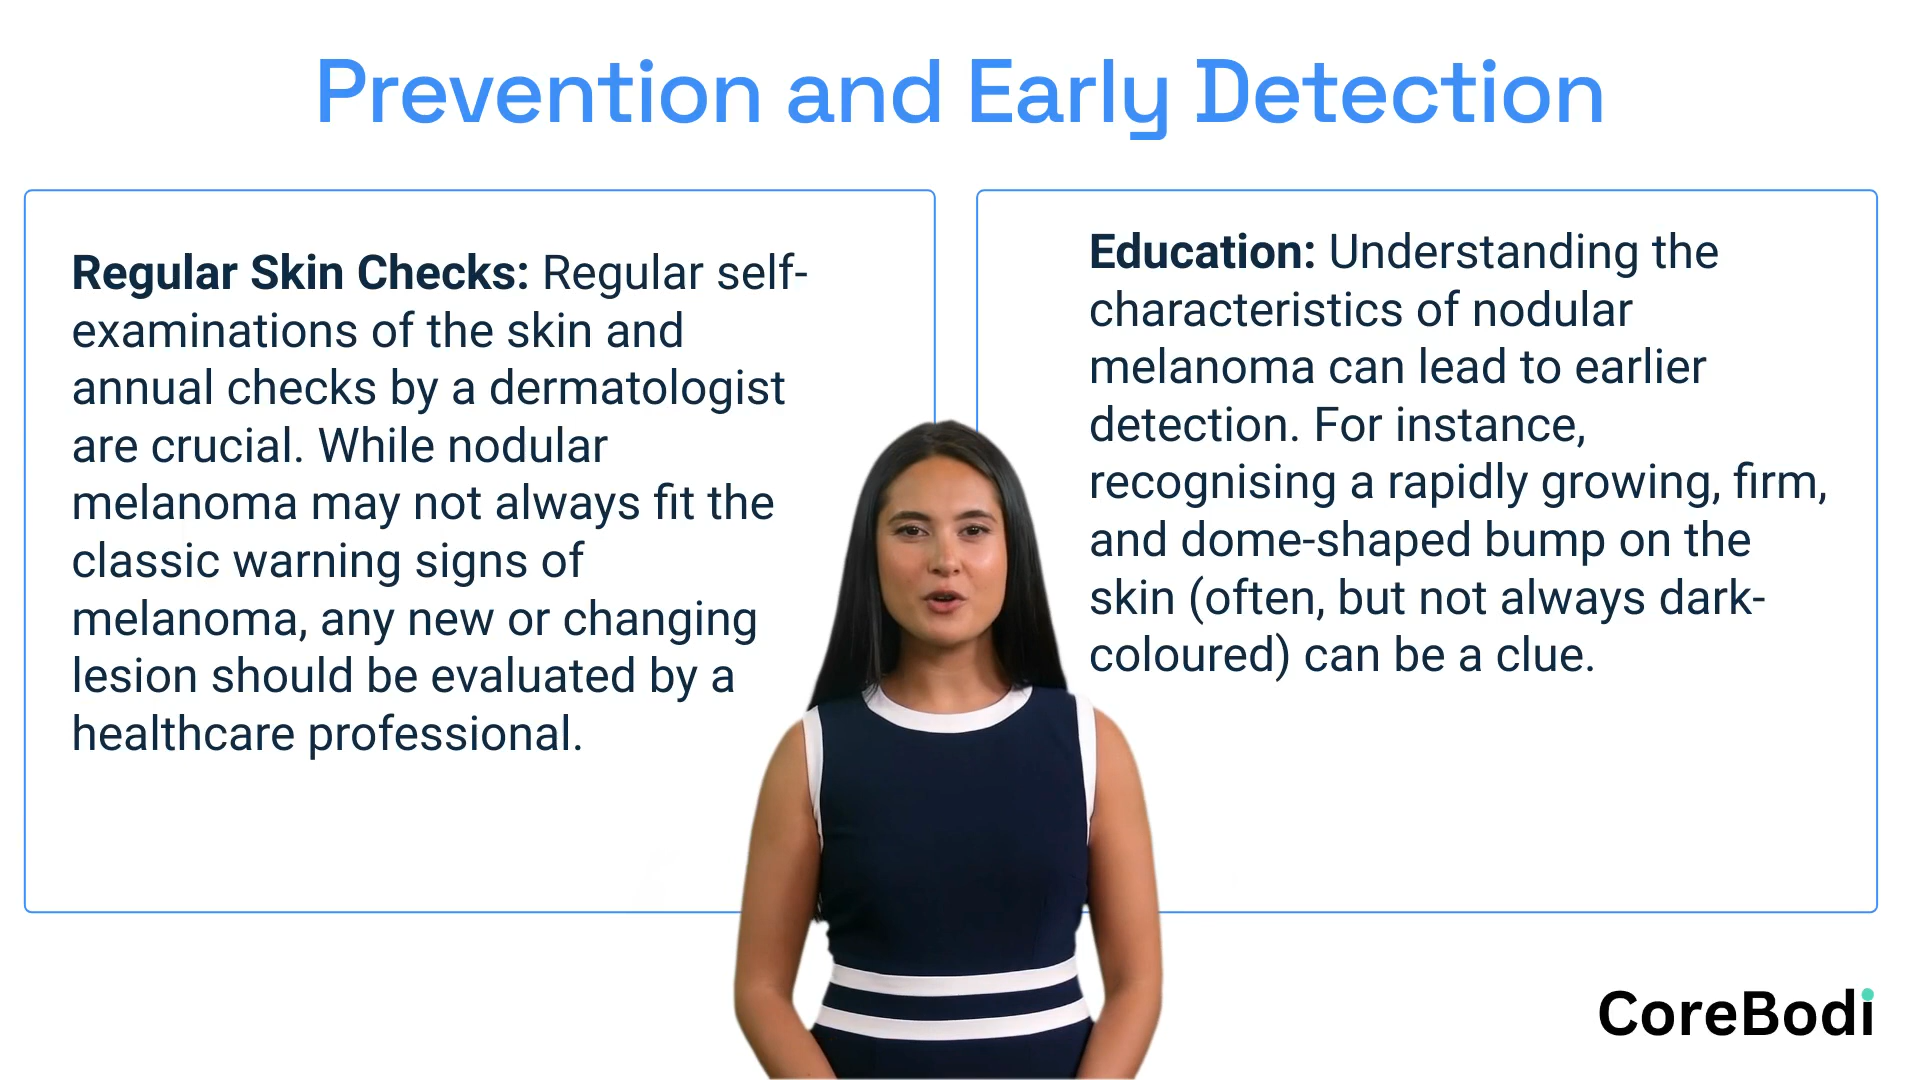 Prevention and Early Detection
Regular Skin Checks: Regular self-
examinations of the skin and
annual checks by a dermatologist
are crucial. While nodular
melanoma may not always fit the
classic warning signs of
melanoma, any new or changing
lesion should be evaluated by a
healthcare professional.
Education: Understanding the
characteristics of nodular
melanoma can lead to earlier
detection. For instance,
recognising a rapidly growing, firm,
and dome-shaped bump on the
skin (often, but not always dark-
coloured) can be a clue.
CoreBodi